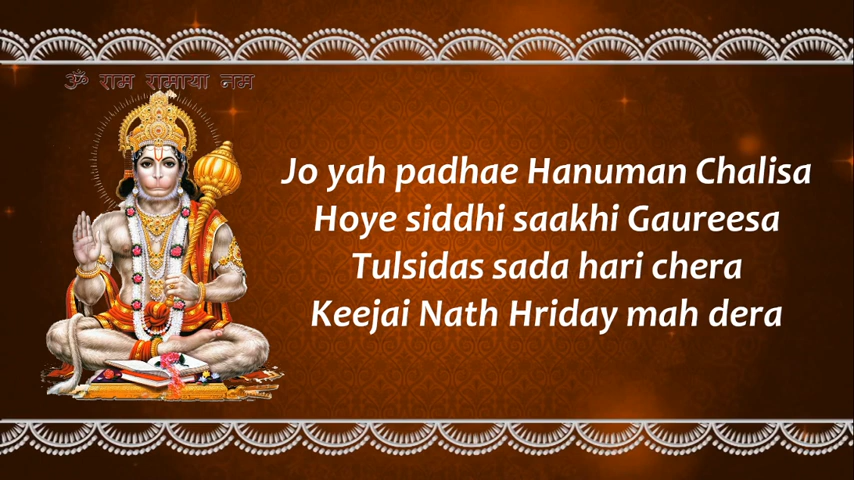 ॐ राम रामाया नम
Jo yah padhae Hanuman Chalisa
Hoye siddhi saakhi Gaureesa
Tulsidas sada hari chera
Keejai Nath Hriday mah dera